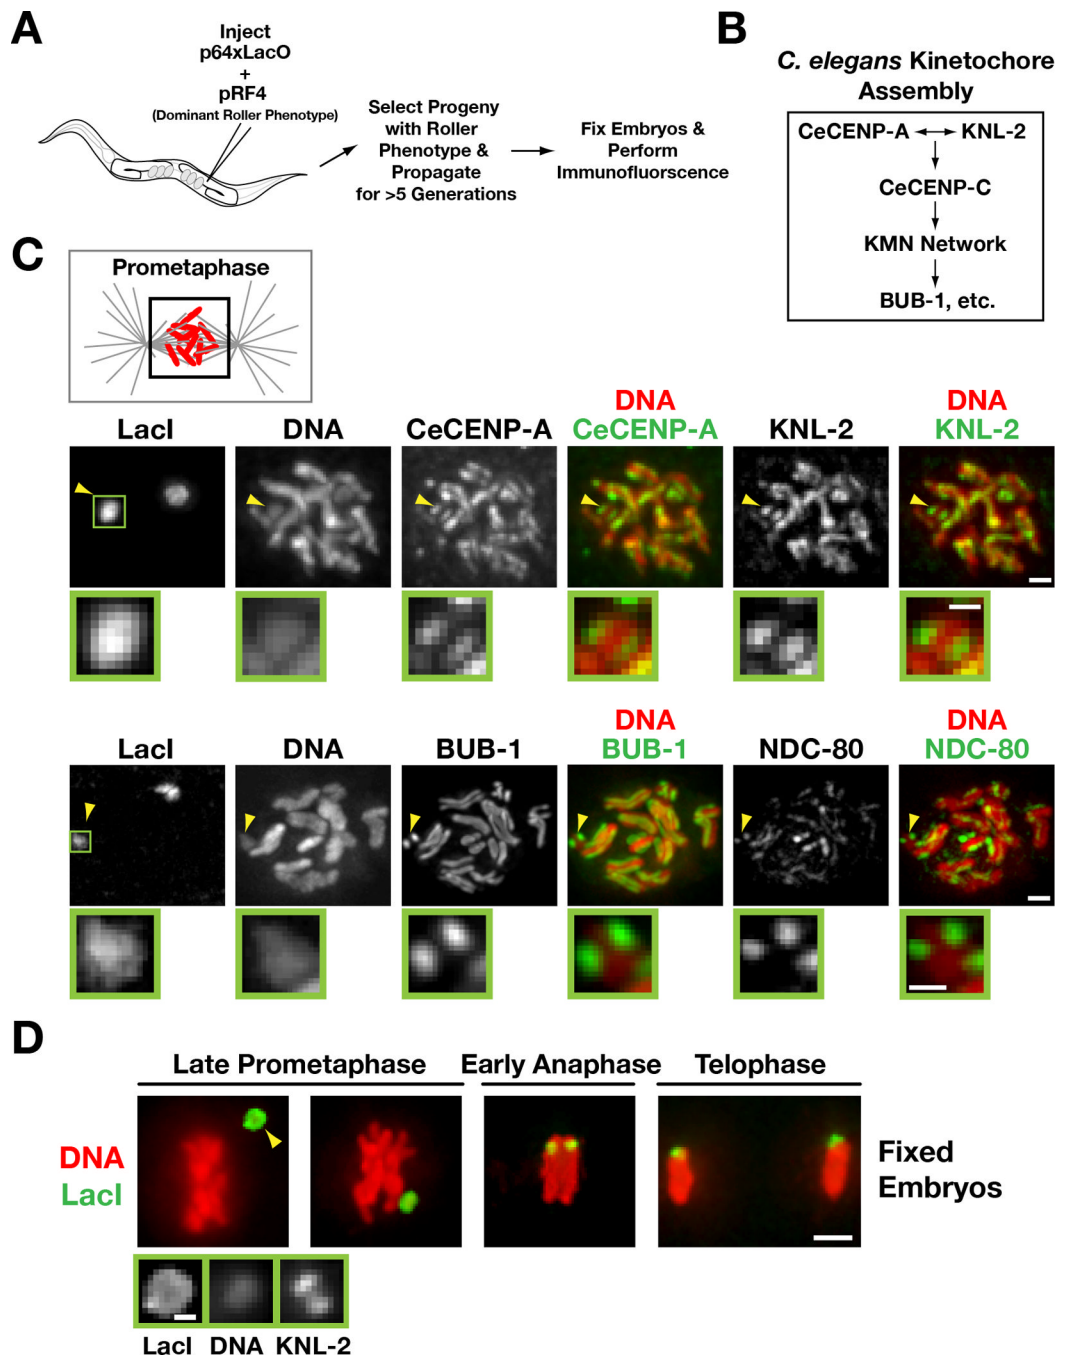 A
Inject
p64xLacO
+
pRF4
(Dominant Roller Phenotype)
Select Progeny
with Roller
Phenotype &
Propagate
for >5 Generations
Fix Embryos &
Perform
Immunofluorscence
B
C. elegans Kinetochore
Assembly
CeCENP-A KNL-2
CeCENP-C
KMN Network
BUB-1, etc.
C
Prometaphase
LacI
DNA
CeCENP-A
DNA
CeCENP-A
KNL-2
DNA
KNL-2
LacI
DNA
BUB-1
DNA
BUB-1
NDC-80
DNA
NDC-80
D
Late Prometaphase
Early Anaphase
Telophase
DNA
LacI
Fixed
Embryos
LacI DNA KNL-2